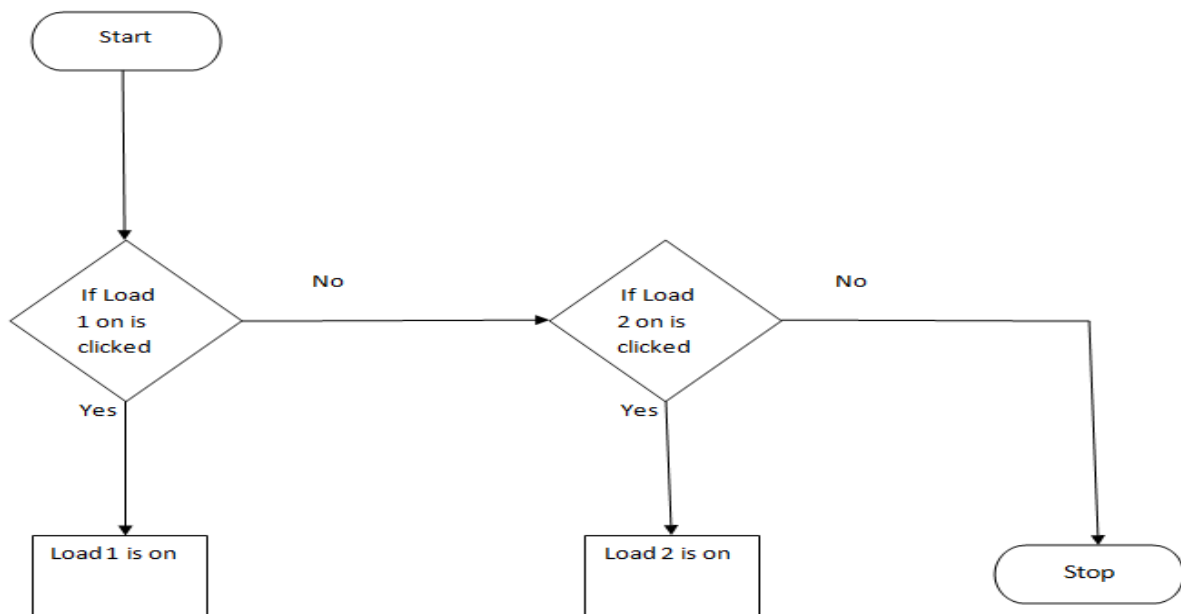 Start
If Load
1 on is
clicked
No
If Load
2 on is
clicked
No
Yes
Yes
Load 1 is on
Load 2 is on
Stop